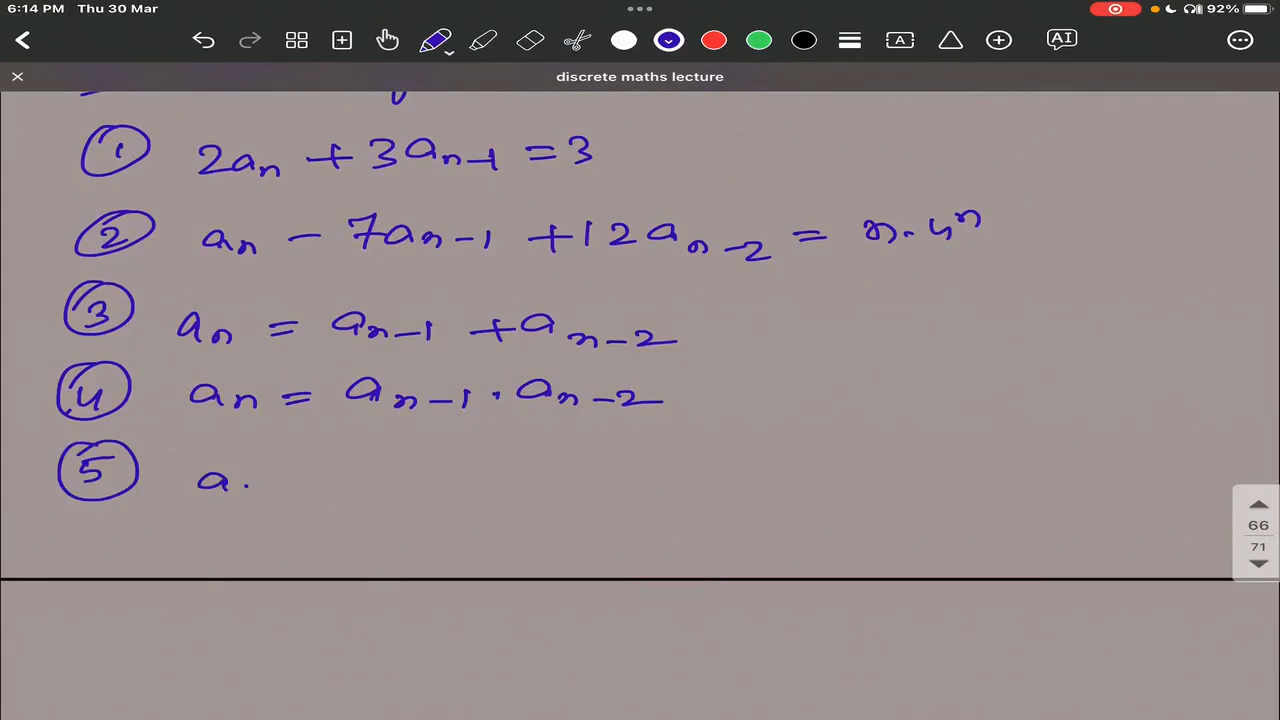 6:14 PM Thu 30 Mar
92%
A
AI
discrete maths lecture
① 2aₙ + 3aₙ₋₁ = 3
② aₙ − 7aₙ₋₁ + 12aₙ₋₂ = n.4ⁿ
③ aₙ = aₙ₋₁ + aₙ₋₂
④ aₙ = aₙ₋₁ . aₙ₋₂
⑤ a.
66
71